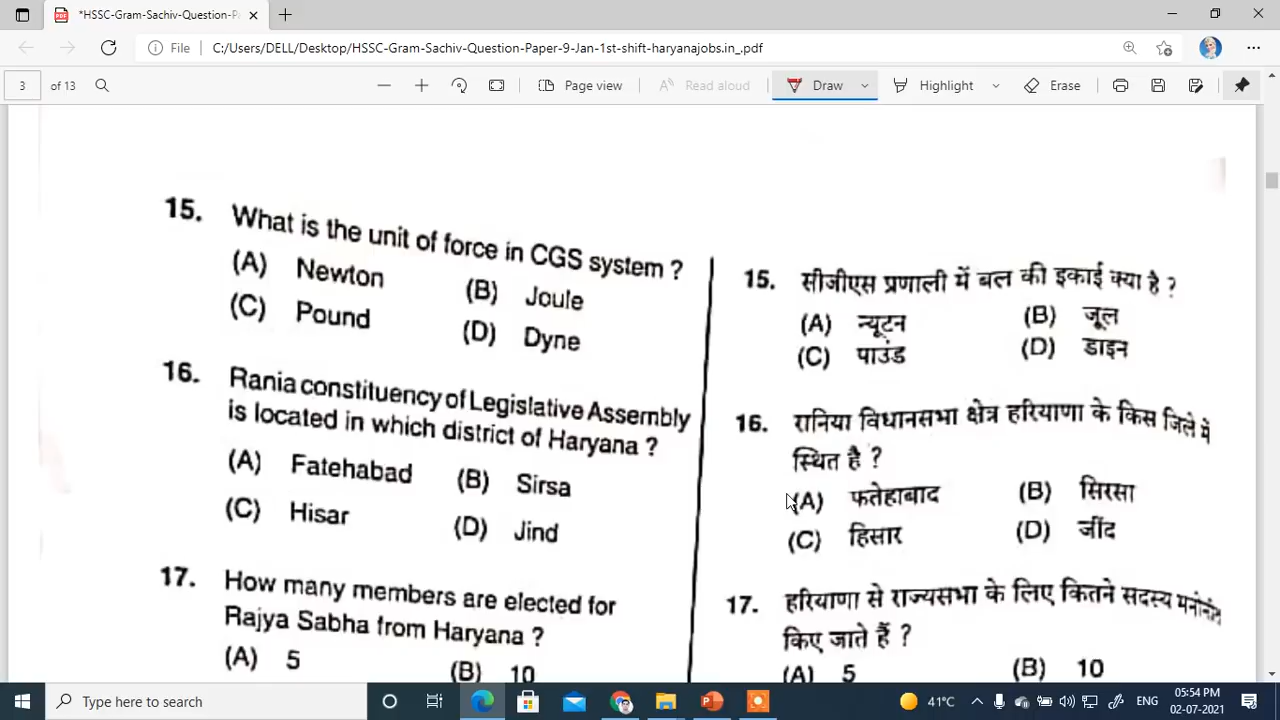 *HSSC-Gram-Sachiv-Question-Pa
File
C:/Users/DELL/Desktop/HSSC-Gram-Sachiv-Question-Paper-9-Jan-1st-shift-haryanajobs.in_.pdf
3 of 13
Page view
Read aloud
Draw
Highlight
Erase
15. What is the unit of force in CGS system ?
(A) Newton (B) Joule
(C) Pound (D) Dyne
16. Rania constituency of Legislative Assembly
is located in which district of Haryana ?
(A) Fatehabad (B) Sirsa
(C) Hisar (D) Jind
17. How many members are elected for
Rajya Sabha from Haryana ?
(A) 5 (B) 10
15. सीजीएस प्रणाली में बल की इकाई क्या है ?
(A) न्यूटन (B) जूल
(C) पाउंड (D) डाइन
16. रानिया विधानसभा क्षेत्र हरियाणा के किस जिले में
स्थित है ?
(A) फतेहाबाद (B) सिरसा
(C) हिसार (D) जींद
17. हरियाणा से राज्यसभा के लिए कितने सदस्य मनोनीत
किए जाते हैं ?
(A) 5 (B) 10
Type here to search
41°C
ENG
05:54 PM
02-07-2021